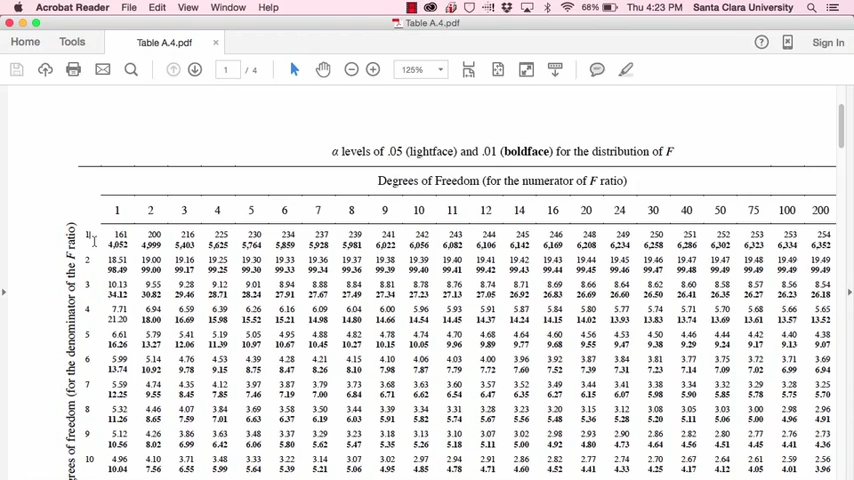 Acrobat Reader File Edit View Window Help 68% Thu 4:23 PM Santa Clara University
Table A.4.pdf
Home Tools Table A.4.pdf × ? Sign In
1 / 4 125%
α levels of .05 (lightface) and .01 (boldface) for the distribution of F
Degrees of Freedom (for the numerator of F ratio)
1 2 3 4 5 6 7 8 9 10 11 12 14 16 20 24 30 40 50 75 100 200
1 161 200 216 225 230 234 237 239 241 242 243 244 245 246 248 249 250 251 252 253 253 254
4,052 4,999 5,403 5,625 5,764 5,859 5,928 5,981 6,022 6,056 6,082 6,106 6,142 6,169 6,208 6,234 6,258 6,286 6,302 6,323 6,334 6,352
2 18.51 19.00 19.16 19.25 19.30 19.33 19.36 19.37 19.38 19.39 19.40 19.41 19.42 19.43 19.44 19.45 19.46 19.47 19.47 19.48 19.49 19.49
98.49 99.00 99.17 99.25 99.30 99.33 99.34 99.36 99.38 99.40 99.41 99.42 99.43 99.44 99.45 99.46 99.47 99.48 99.48 99.49 99.49 99.49
3 10.13 9.55 9.28 9.12 9.01 8.94 8.88 8.84 8.81 8.78 8.76 8.74 8.71 8.69 8.66 8.64 8.62 8.60 8.58 8.57 8.56 8.54
34.12 30.82 29.46 28.71 28.24 27.91 27.67 27.49 27.34 27.23 27.13 27.05 26.92 26.83 26.69 26.60 26.50 26.41 26.35 26.27 26.23 26.18
4 7.71 6.94 6.59 6.39 6.26 6.16 6.09 6.04 6.00 5.96 5.93 5.91 5.87 5.84 5.80 5.77 5.74 5.71 5.70 5.68 5.66 5.65
21.20 18.00 16.69 15.98 15.52 15.21 14.98 14.80 14.66 14.54 14.45 14.37 14.24 14.15 14.02 13.93 13.83 13.74 13.69 13.61 13.57 13.52
5 6.61 5.79 5.41 5.19 5.05 4.95 4.88 4.82 4.78 4.74 4.70 4.68 4.64 4.60 4.56 4.53 4.50 4.46 4.44 4.42 4.40 4.38
16.26 13.27 12.06 11.39 10.97 10.67 10.45 10.27 10.15 10.05 9.96 9.89 9.77 9.68 9.55 9.47 9.38 9.29 9.24 9.17 9.13 9.07
6 5.99 5.14 4.76 4.53 4.39 4.28 4.21 4.15 4.10 4.06 4.03 4.00 3.96 3.92 3.87 3.84 3.81 3.77 3.75 3.72 3.71 3.69
13.74 10.92 9.78 9.15 8.75 8.47 8.26 8.10 7.98 7.87 7.79 7.72 7.60 7.52 7.39 7.31 7.23 7.14 7.09 7.02 6.99 6.94
7 5.59 4.74 4.35 4.12 3.97 3.87 3.79 3.73 3.68 3.63 3.60 3.57 3.52 3.49 3.44 3.41 3.38 3.34 3.32 3.29 3.28 3.25
12.25 9.55 8.45 7.85 7.46 7.19 7.00 6.84 6.71 6.62 6.54 6.47 6.35 6.27 6.15 6.07 5.98 5.90 5.85 5.78 5.75 5.70
8 5.32 4.46 4.07 3.84 3.69 3.58 3.50 3.44 3.39 3.34 3.31 3.28 3.23 3.20 3.15 3.12 3.08 3.05 3.03 3.00 2.98 2.96
11.26 8.65 7.59 7.01 6.63 6.37 6.19 6.03 5.91 5.82 5.74 5.67 5.56 5.48 5.36 5.28 5.20 5.11 5.06 5.00 4.96 4.91
9 5.12 4.26 3.86 3.63 3.48 3.37 3.29 3.23 3.18 3.13 3.10 3.07 3.02 2.98 2.93 2.90 2.86 2.82 2.80 2.77 2.76 2.73
10.56 8.02 6.99 6.42 6.06 5.80 5.62 5.47 5.35 5.26 5.18 5.11 5.00 4.92 4.80 4.73 4.64 4.56 4.51 4.45 4.41 4.36
10 4.96 4.10 3.71 3.48 3.33 3.22 3.14 3.07 3.02 2.97 2.94 2.91 2.86 2.82 2.77 2.74 2.70 2.67 2.64 2.61 2.59 2.56
10.04 7.56 6.55 5.99 5.64 5.39 5.21 5.06 4.95 4.85 4.78 4.71 4.60 4.52 4.41 4.33 4.25 4.17 4.12 4.05 4.01 3.96
grees of freedom (for the denominator of the F ratio)